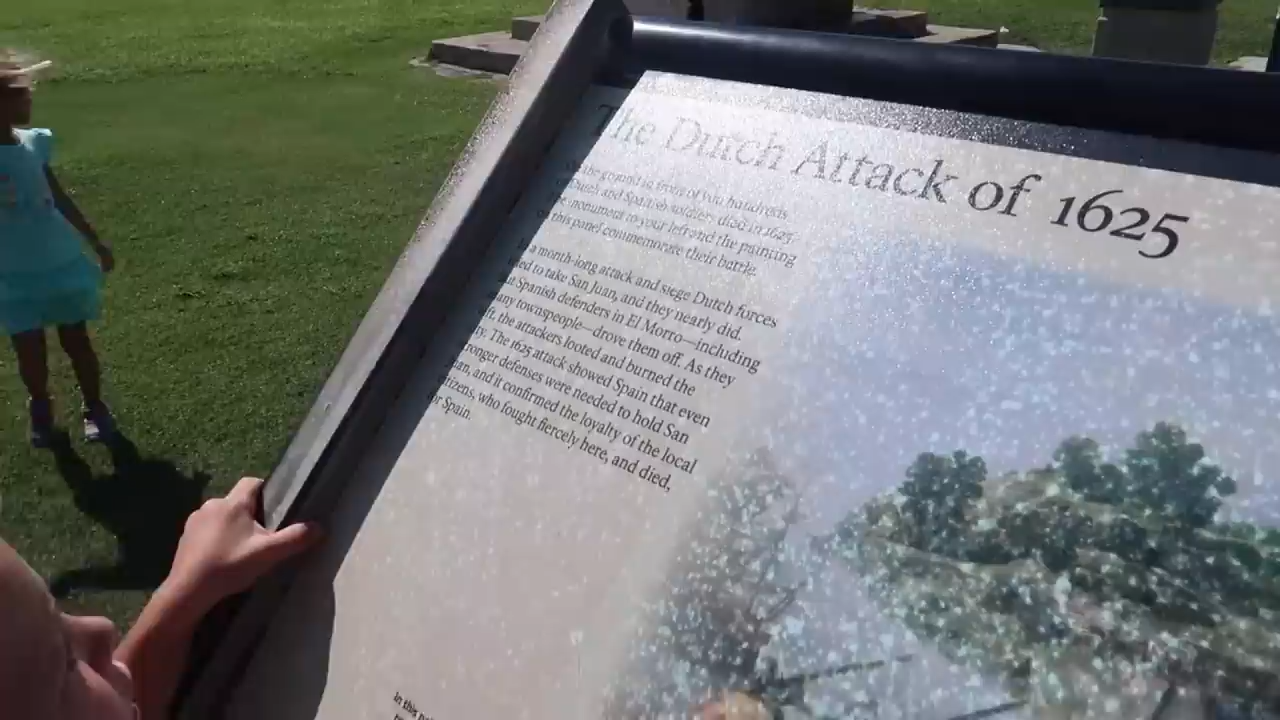 The Dutch Attack of 1625
the ground in front of you hundreds
Dutch and Spanish soldiers died in 1625.
monument to your left and the painting
this panel commemorate their battle.
a month-long attack and siege Dutch forces
to take San Juan, and they nearly did.
Spanish defenders in El Morro—including
townspeople—drove them off. As they
the attackers looted and burned the
The 1625 attack showed Spain that even
defenses were needed to hold San
and it confirmed the loyalty of the local
who fought fiercely here, and died,
Spain.
In this